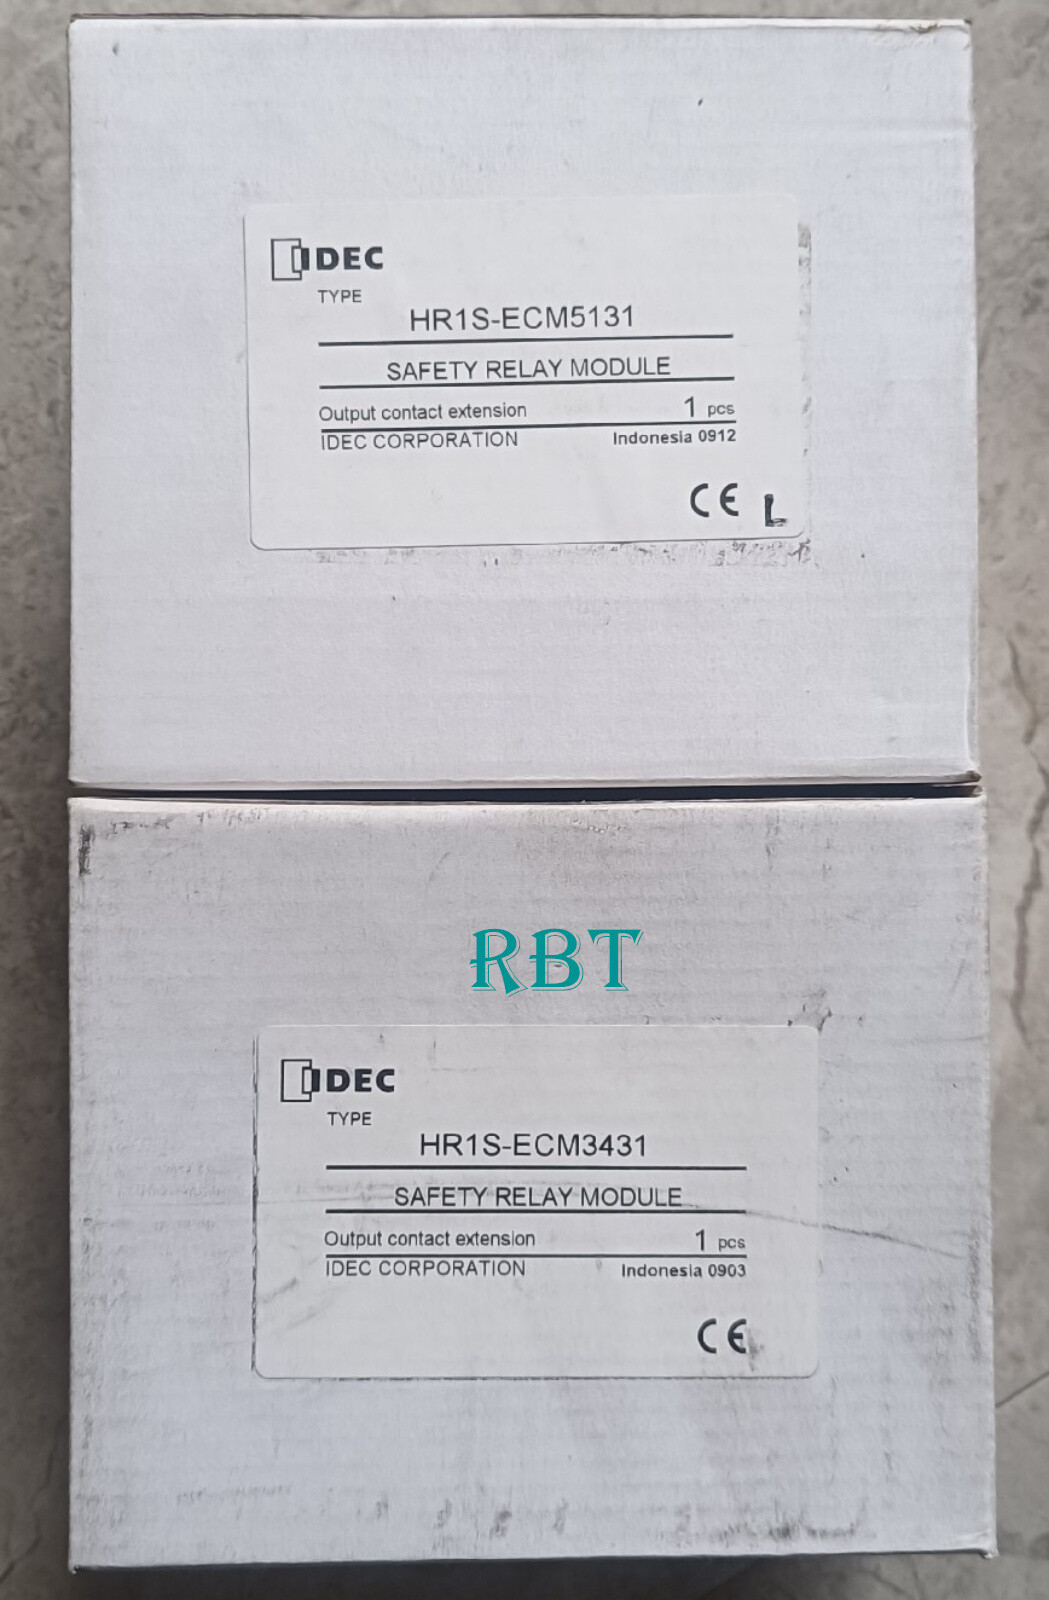 IDEC
TYPE
HR1S-ECM5131
SAFETY RELAY MODULE
Output contact extension 1 pcs
IDEC CORPORATION Indonesia 0912
CE L
RBT
IDEC
TYPE
HR1S-ECM3431
SAFETY RELAY MODULE
Output contact extension 1 pcs
IDEC CORPORATION Indonesia 0903
CE